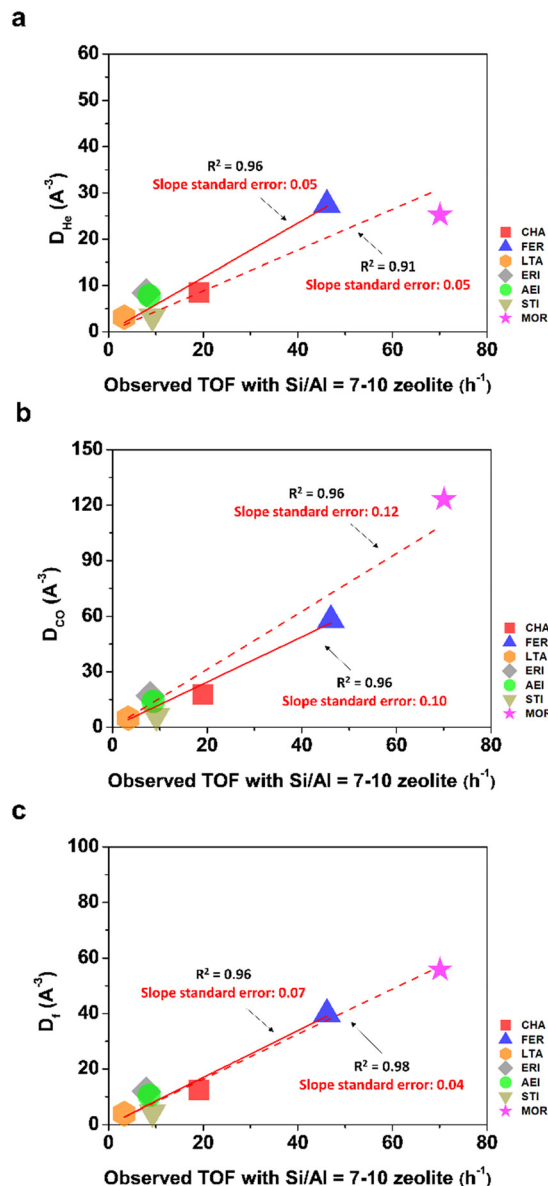 a
60
50
40
30
20
10
0
D_He (A^-3)
R² = 0.96
Slope standard error: 0.05
R² = 0.91
Slope standard error: 0.05
CHA
FER
LTA
ERI
AEI
STI
MOR
0 20 40 60 80
Observed TOF with Si/Al = 7-10 zeolite (h⁻¹)
b
150
120
90
60
30
0
D_CO (A^-3)
R² = 0.96
Slope standard error: 0.12
R² = 0.96
Slope standard error: 0.10
CHA
FER
LTA
ERI
AEI
STI
MOR
0 20 40 60 80
Observed TOF with Si/Al = 7-10 zeolite (h⁻¹)
c
100
80
60
40
20
0
D_f (A^-3)
R² = 0.96
Slope standard error: 0.07
R² = 0.98
Slope standard error: 0.04
CHA
FER
LTA
ERI
AEI
STI
MOR
0 20 40 60 80
Observed TOF with Si/Al = 7-10 zeolite (h⁻¹)